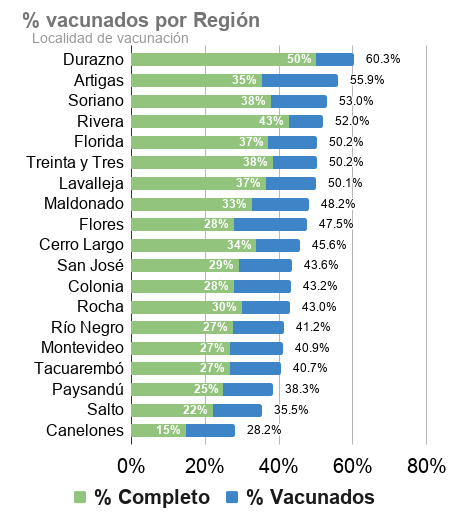 % vacunados por Región
Localidad de vacunación
Durazno 50% 60.3%
Artigas 35% 55.9%
Soriano 38% 53.0%
Rivera 43% 52.0%
Florida 37% 50.2%
Treinta y Tres 38% 50.2%
Lavalleja 37% 50.1%
Maldonado 33% 48.2%
Flores 28% 47.5%
Cerro Largo 34% 45.6%
San José 29% 43.6%
Colonia 28% 43.2%
Rocha 30% 43.0%
Río Negro 27% 41.2%
Montevideo 27% 40.9%
Tacuarembó 27% 40.7%
Paysandú 25% 38.3%
Salto 22% 35.5%
Canelones 15% 28.2%
0% 20% 40% 60% 80%
% Completo % Vacunados